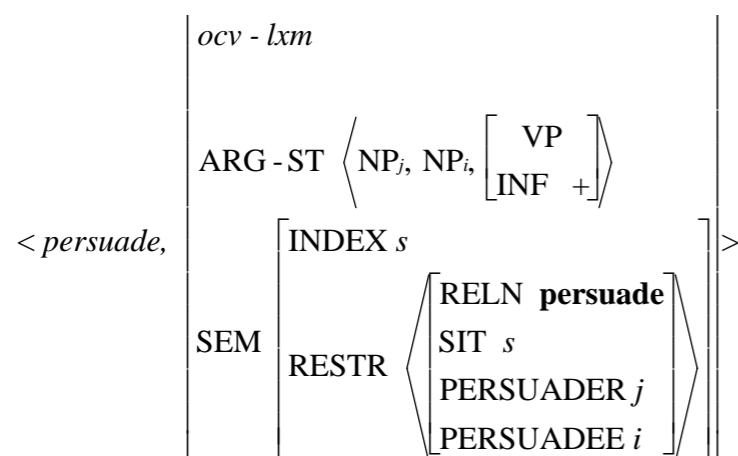 ocv - lxm
ARG - ST ⟨NPj, NPi, [VP
INF +]⟩
< persuade, >
INDEX s
RELN persuade
SEM SIT s
RESTR
PERSUADER j
PERSUADEE i